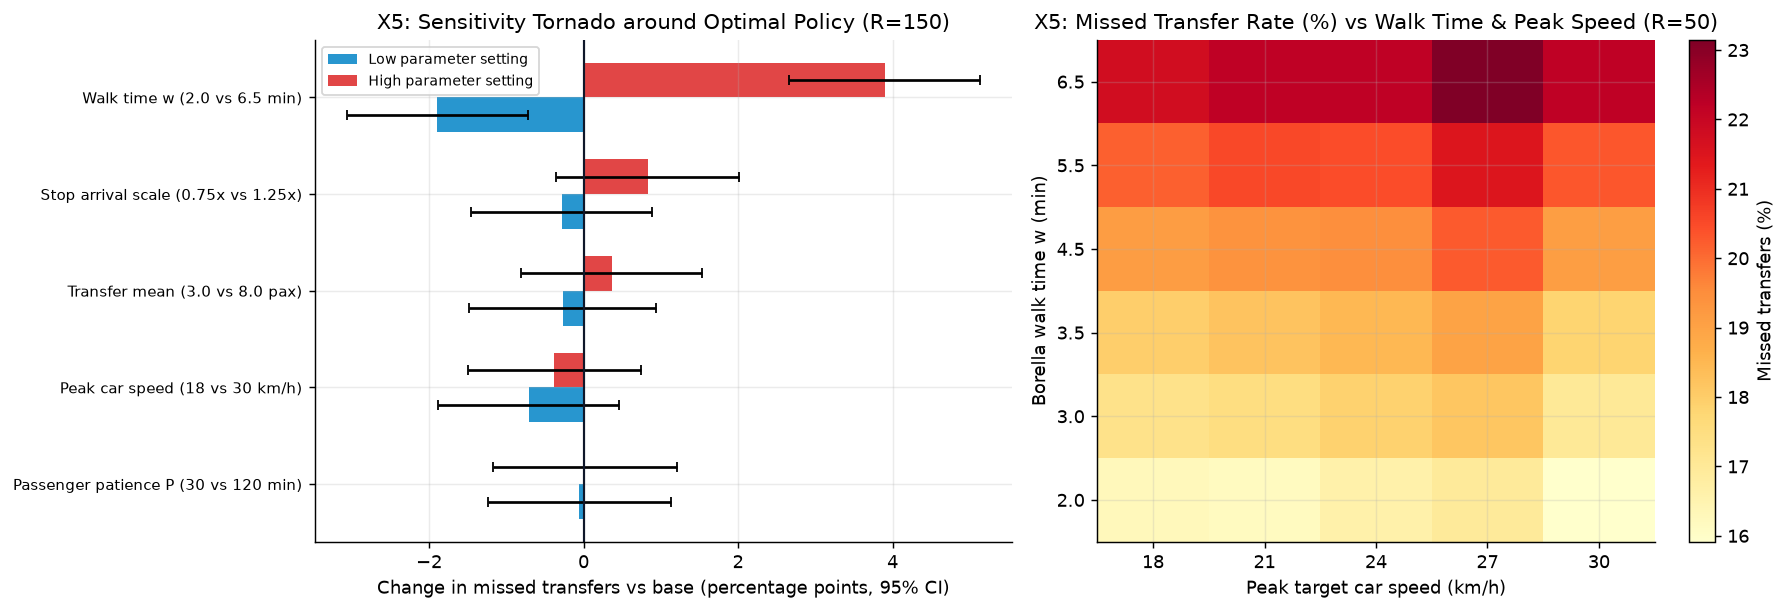 X5: Sensitivity Tornado around Optimal Policy (R=150)
Low parameter setting
High parameter setting
Walk time w (2.0 vs 6.5 min)
Stop arrival scale (0.75x vs 1.25x)
Transfer mean (3.0 vs 8.0 pax)
Peak car speed (18 vs 30 km/h)
Passenger patience P (30 vs 120 min)
−2 0 2 4
Change in missed transfers vs base (percentage points, 95% CI)
X5: Missed Transfer Rate (%) vs Walk Time & Peak Speed (R=50)
Borella walk time w (min)
6.5
5.5
4.5
3.5
3.0
2.0
18 21 24 27 30
Peak target car speed (km/h)
23
22
21
20
19
18
17
16
Missed transfers (%)